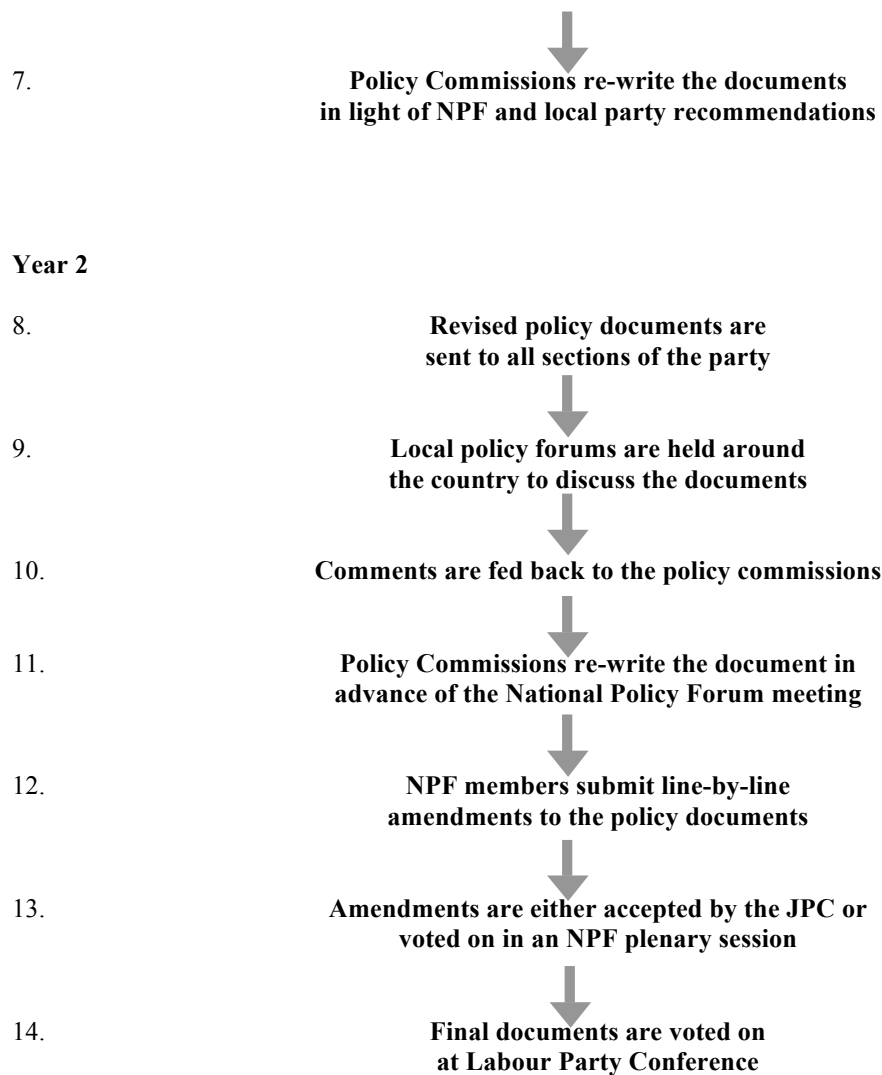 7. Policy Commissions re-write the documents
in light of NPF and local party recommendations
Year 2
8. Revised policy documents are
sent to all sections of the party
9. Local policy forums are held around
the country to discuss the documents
10. Comments are fed back to the policy commissions
11. Policy Commissions re-write the document in
advance of the National Policy Forum meeting
12. NPF members submit line-by-line
amendments to the policy documents
13. Amendments are either accepted by the JPC or
voted on in an NPF plenary session
14. Final documents are voted on
at Labour Party Conference